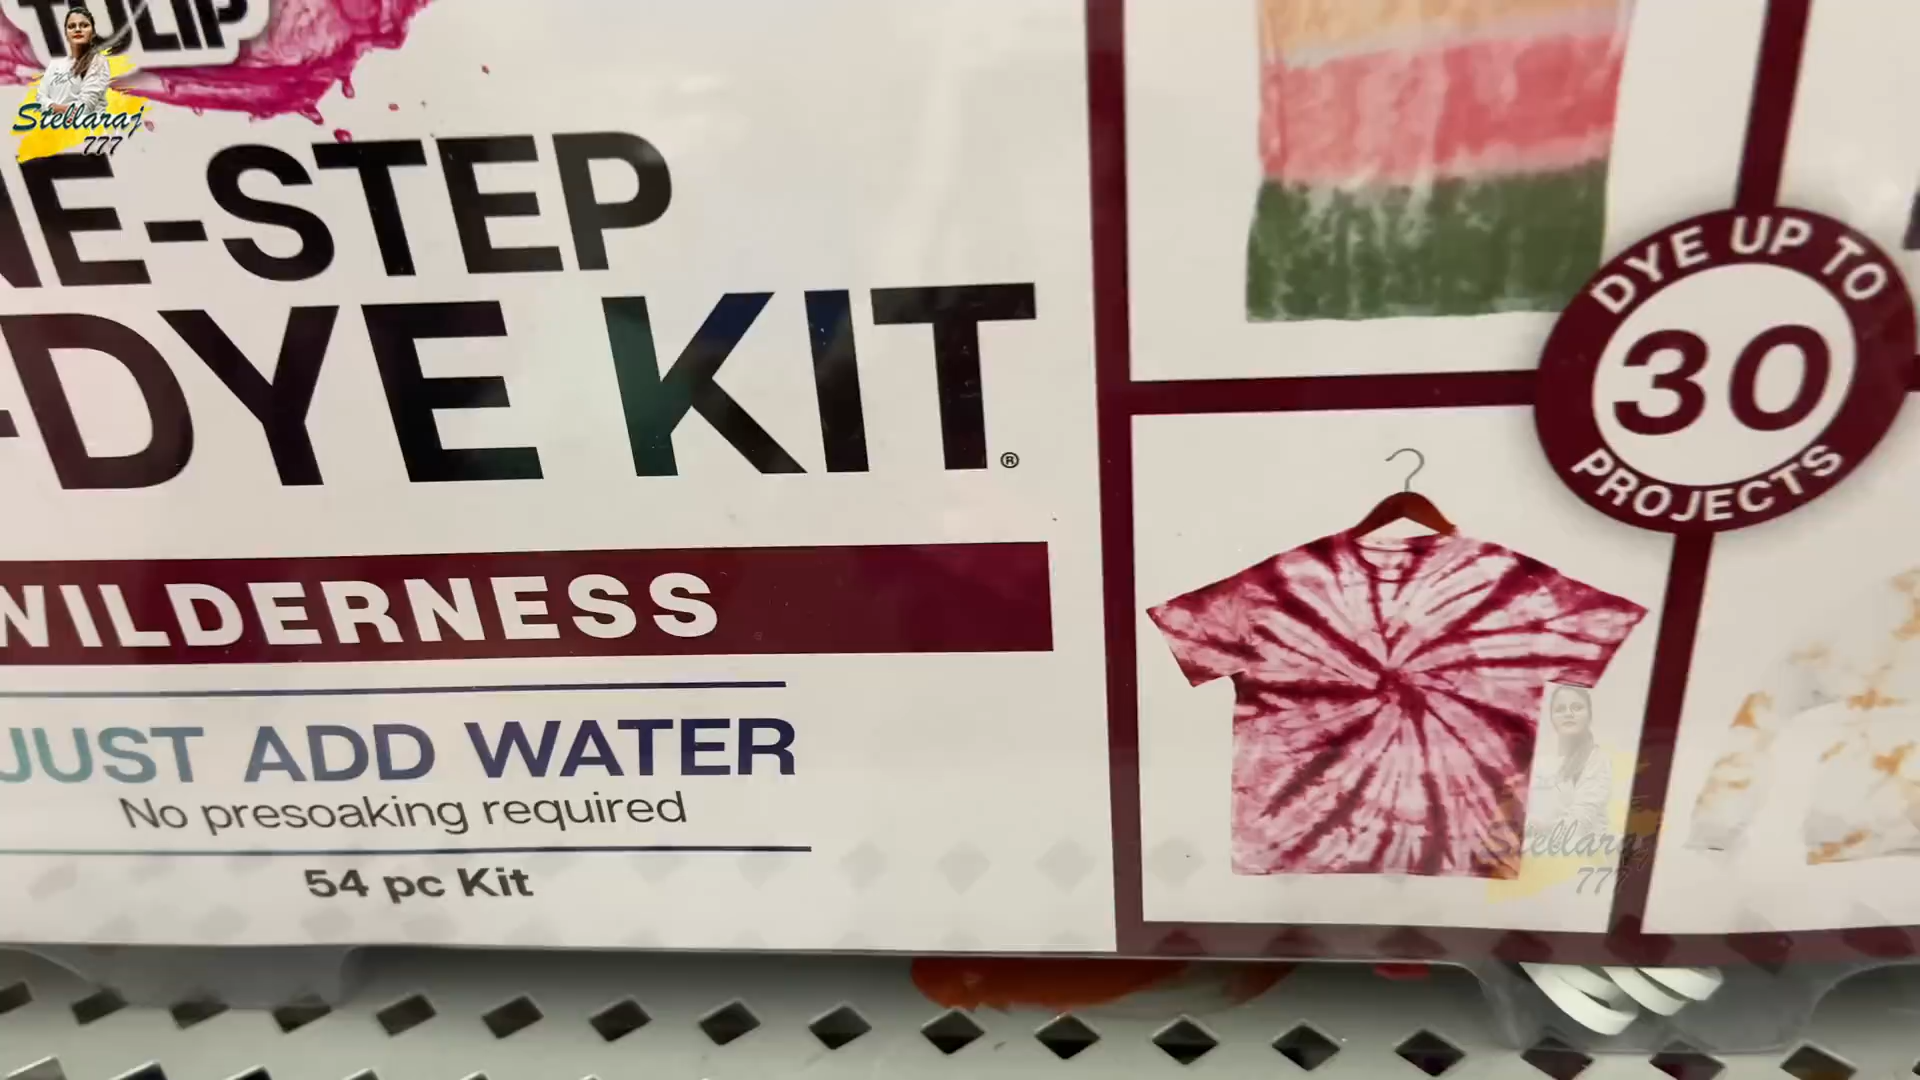 TULIP
Stellaraj
777
NE-STEP
-DYE KIT®
WILDERNESS
JUST ADD WATER
No presoaking required
54 pc Kit
DYE UP TO
30
PROJECTS
Stellaraj
777